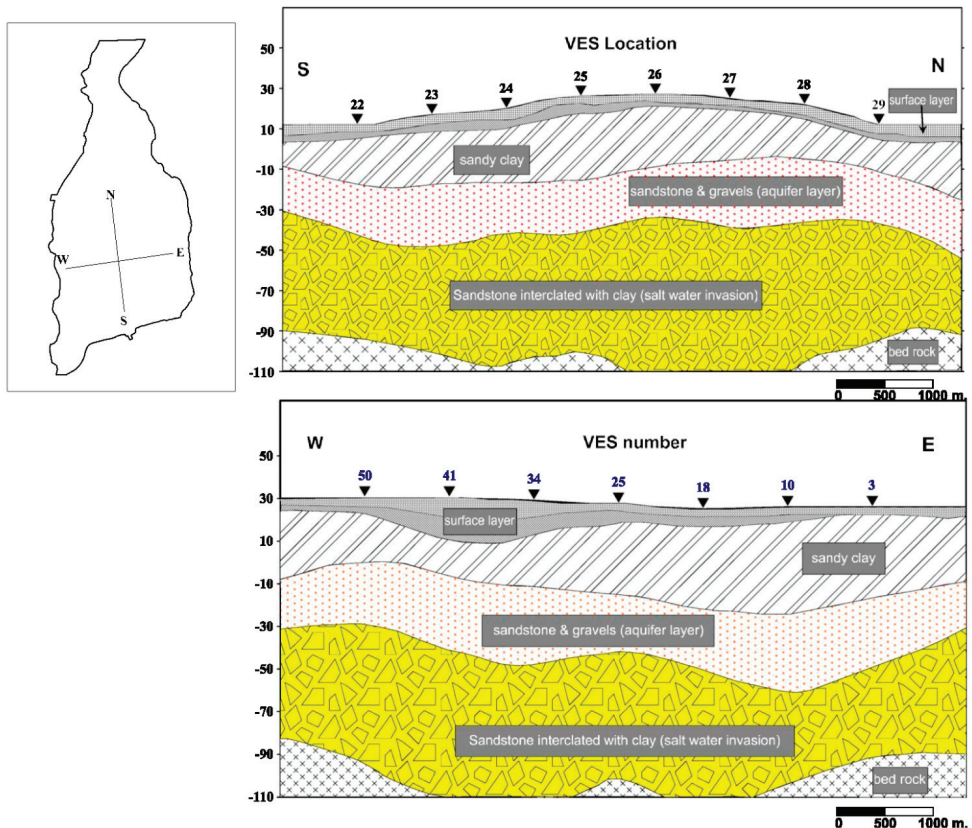 N
W
E
S
VES Location
S
N
50
30
10
-10
-30
-50
-70
-90
-110
22
23
24
25
26
27
28
29
surface layer
sandy clay
sandstone & gravels (aquifer layer)
Sandstone interclated with clay (salt water invasion)
bed rock
0 500 1000 m.
VES number
W
E
50
30
10
-10
-30
-50
-70
-90
-110
50
41
34
25
18
10
3
surface layer
sandy clay
sandstone & gravels (aquifer layer)
Sandstone interclated with clay (salt water invasion)
bed rock
0 500 1000 m.